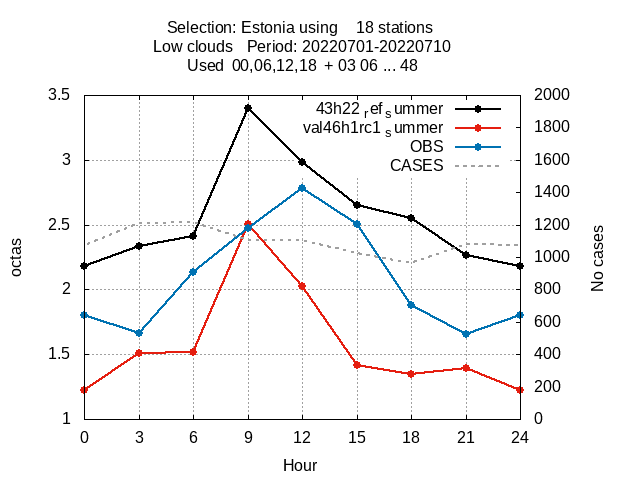 Selection: Estonia using    18 stations
Low clouds   Period: 20220701-20220710
Used  00,06,12,18  + 03 06 ... 48
3.5
3
2.5
2
1.5
1
octas
43h22refsummer
val46h1rc1summer
OBS
CASES
2000
1800
1600
1400
1200
1000
800
600
400
200
0
No cases
0 3 6 9 12 15 18 21 24
Hour